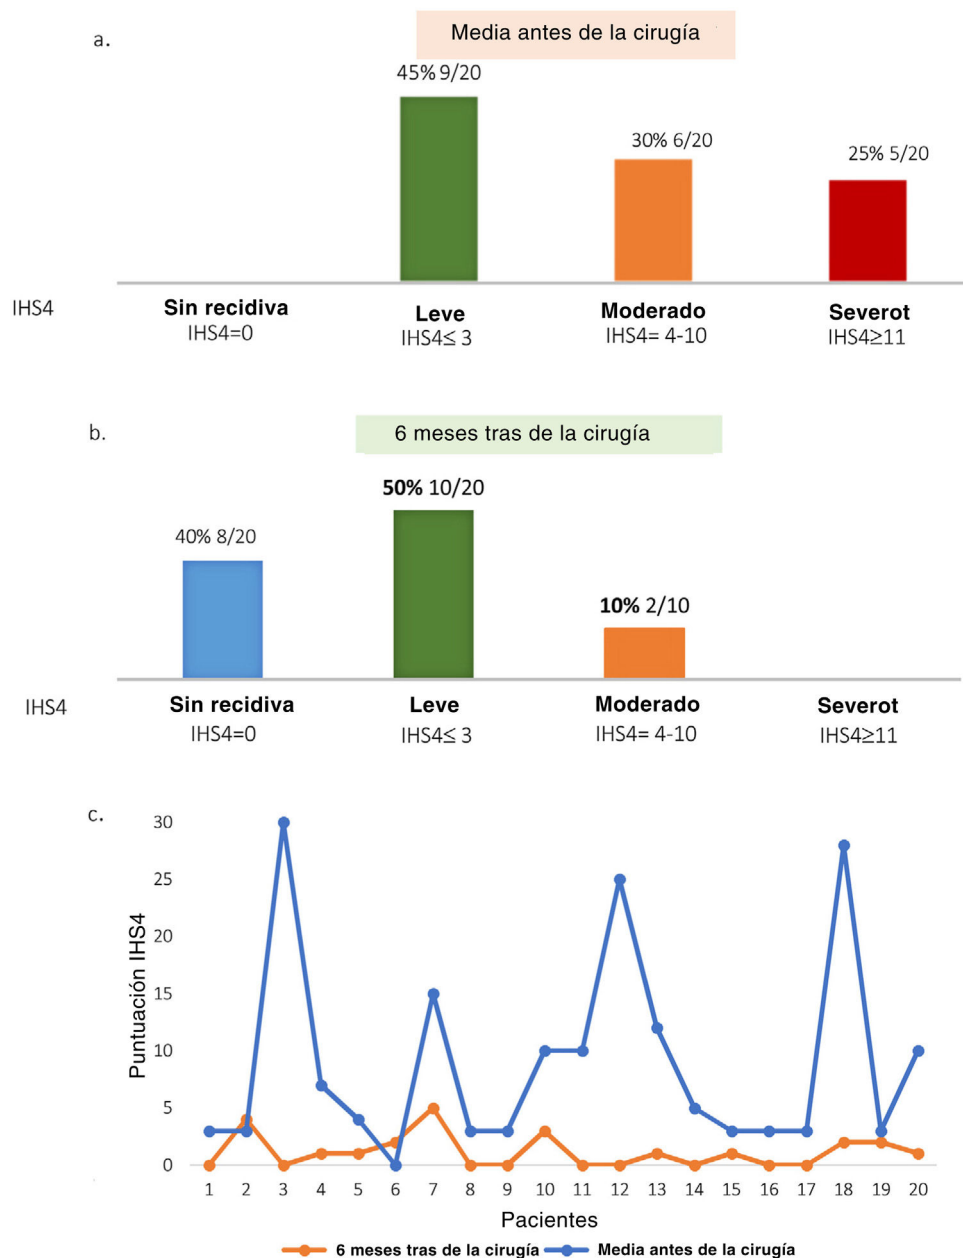 a.
Media antes de la cirugía
45% 9/20
30% 6/20
25% 5/20
IHS4
Sin recidiva
IHS4=0
Leve
IHS4≤ 3
Moderado
IHS4= 4-10
Severot
IHS4≥11
b.
6 meses tras de la cirugía
40% 8/20
50% 10/20
10% 2/10
IHS4
Sin recidiva
IHS4=0
Leve
IHS4≤ 3
Moderado
IHS4= 4-10
Severot
IHS4≥11
c.
Puntuación IHS4
30
25
20
15
10
5
0
1 2 3 4 5 6 7 8 9 10 11 12 13 14 15 16 17 18 19 20
Pacientes
6 meses tras de la cirugía Media antes de la cirugía